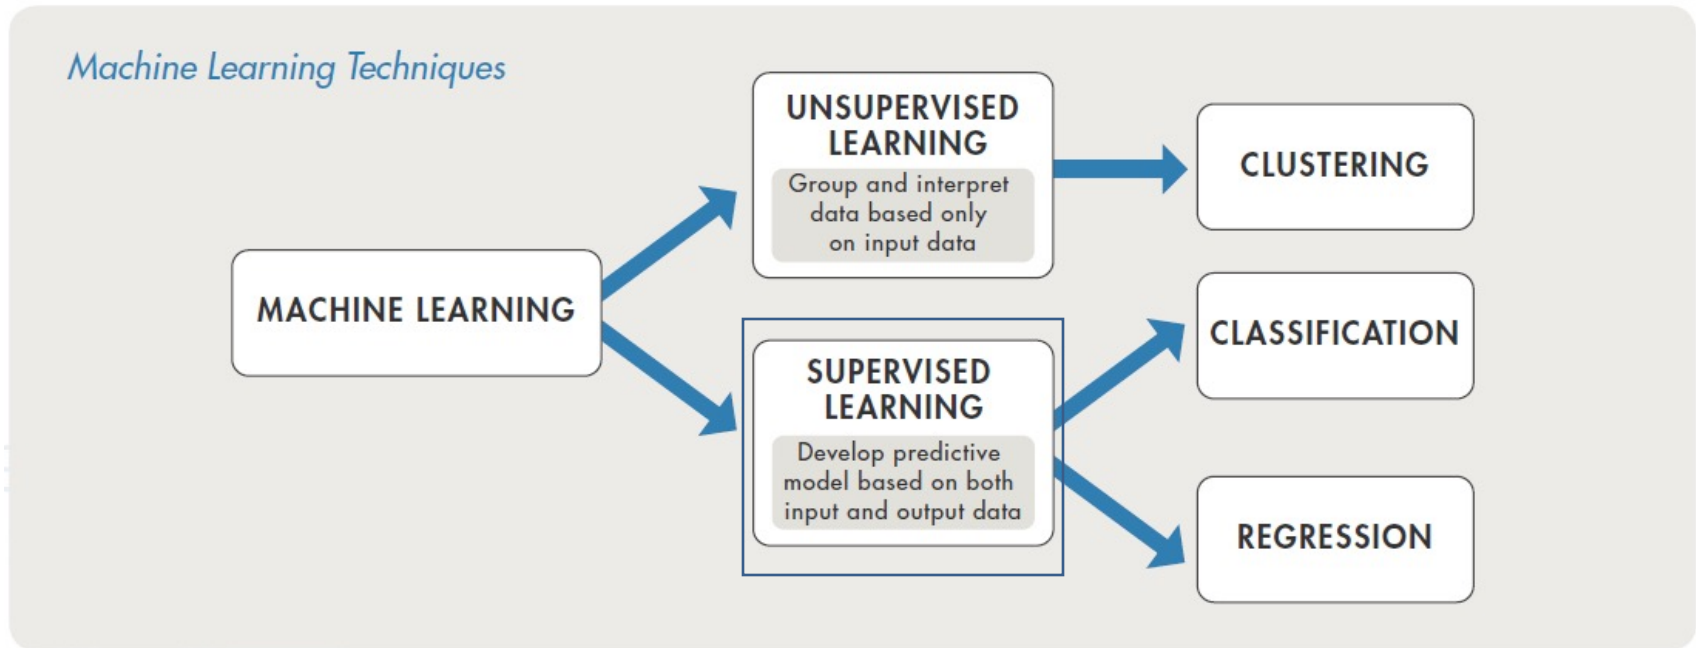 Machine Learning Techniques
MACHINE LEARNING
UNSUPERVISED
LEARNING
Group and interpret
data based only
on input data
CLUSTERING
SUPERVISED
LEARNING
Develop predictive
model based on both
input and output data
CLASSIFICATION
REGRESSION